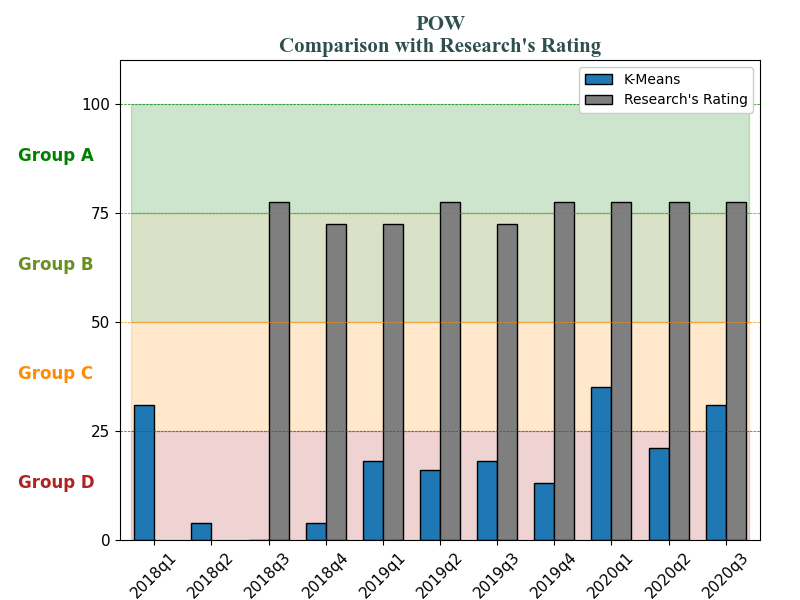 POW
Comparison with Research's Rating
K-Means
Research's Rating
100
Group A
75
Group B
50
Group C
25
Group D
0
2018q1
2018q2
2018q3
2018q4
2019q1
2019q2
2019q3
2019q4
2020q1
2020q2
2020q3